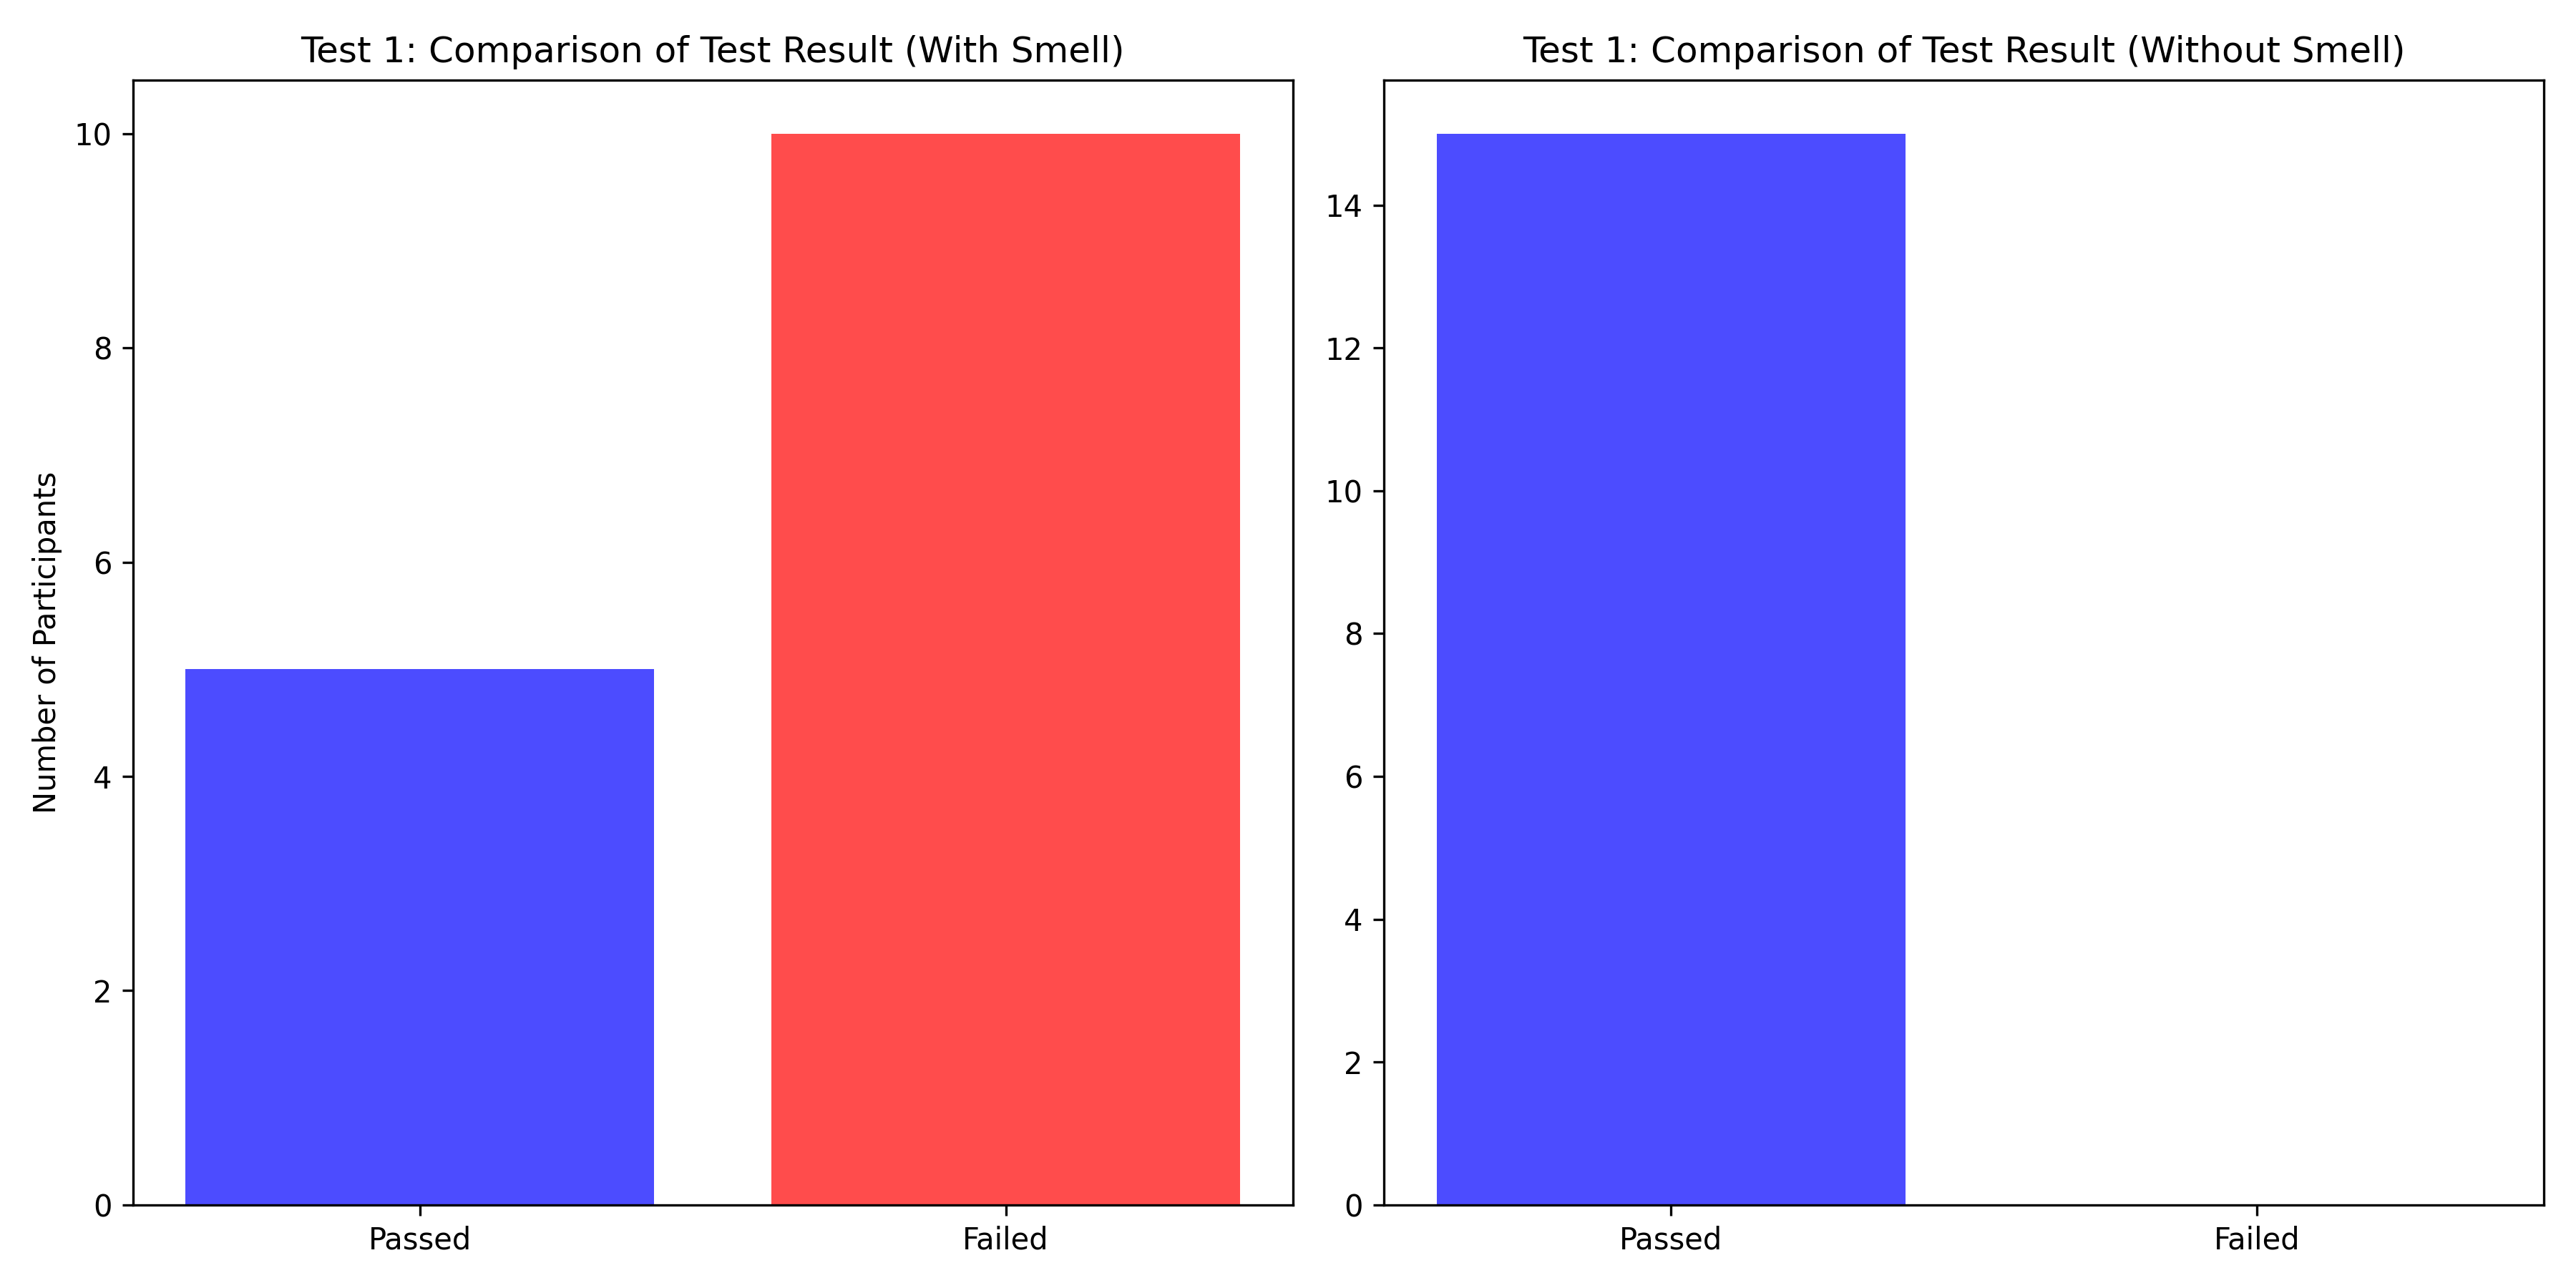 Test 1: Comparison of Test Result (With Smell)
Number of Participants
10
8
6
4
2
0
Passed
Failed
Test 1: Comparison of Test Result (Without Smell)
14
12
10
8
6
4
2
0
Passed
Failed